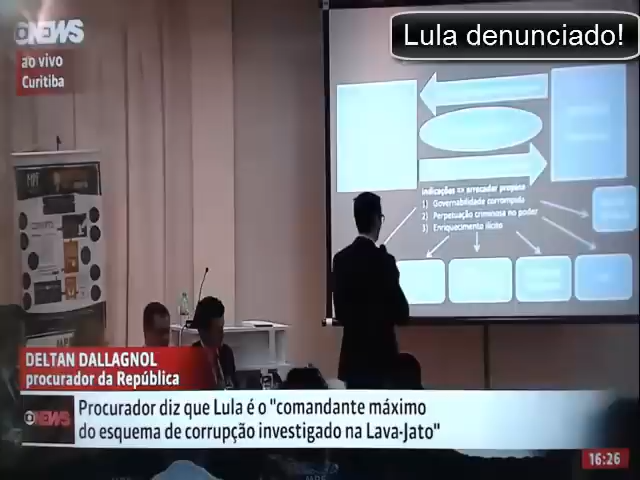 GNEWS
Lula denunciado!
ao vivo
Curitiba
Indicações => arrecadar propina
1) Governabilidade corrompida
2) Perpetuação criminosa no poder
3) Enriquecimento ilícito
DELTAN DALLAGNOL
procurador da República
GNEWS
Procurador diz que Lula é o "comandante máximo
do esquema de corrupção investigado na Lava-Jato"
16:26